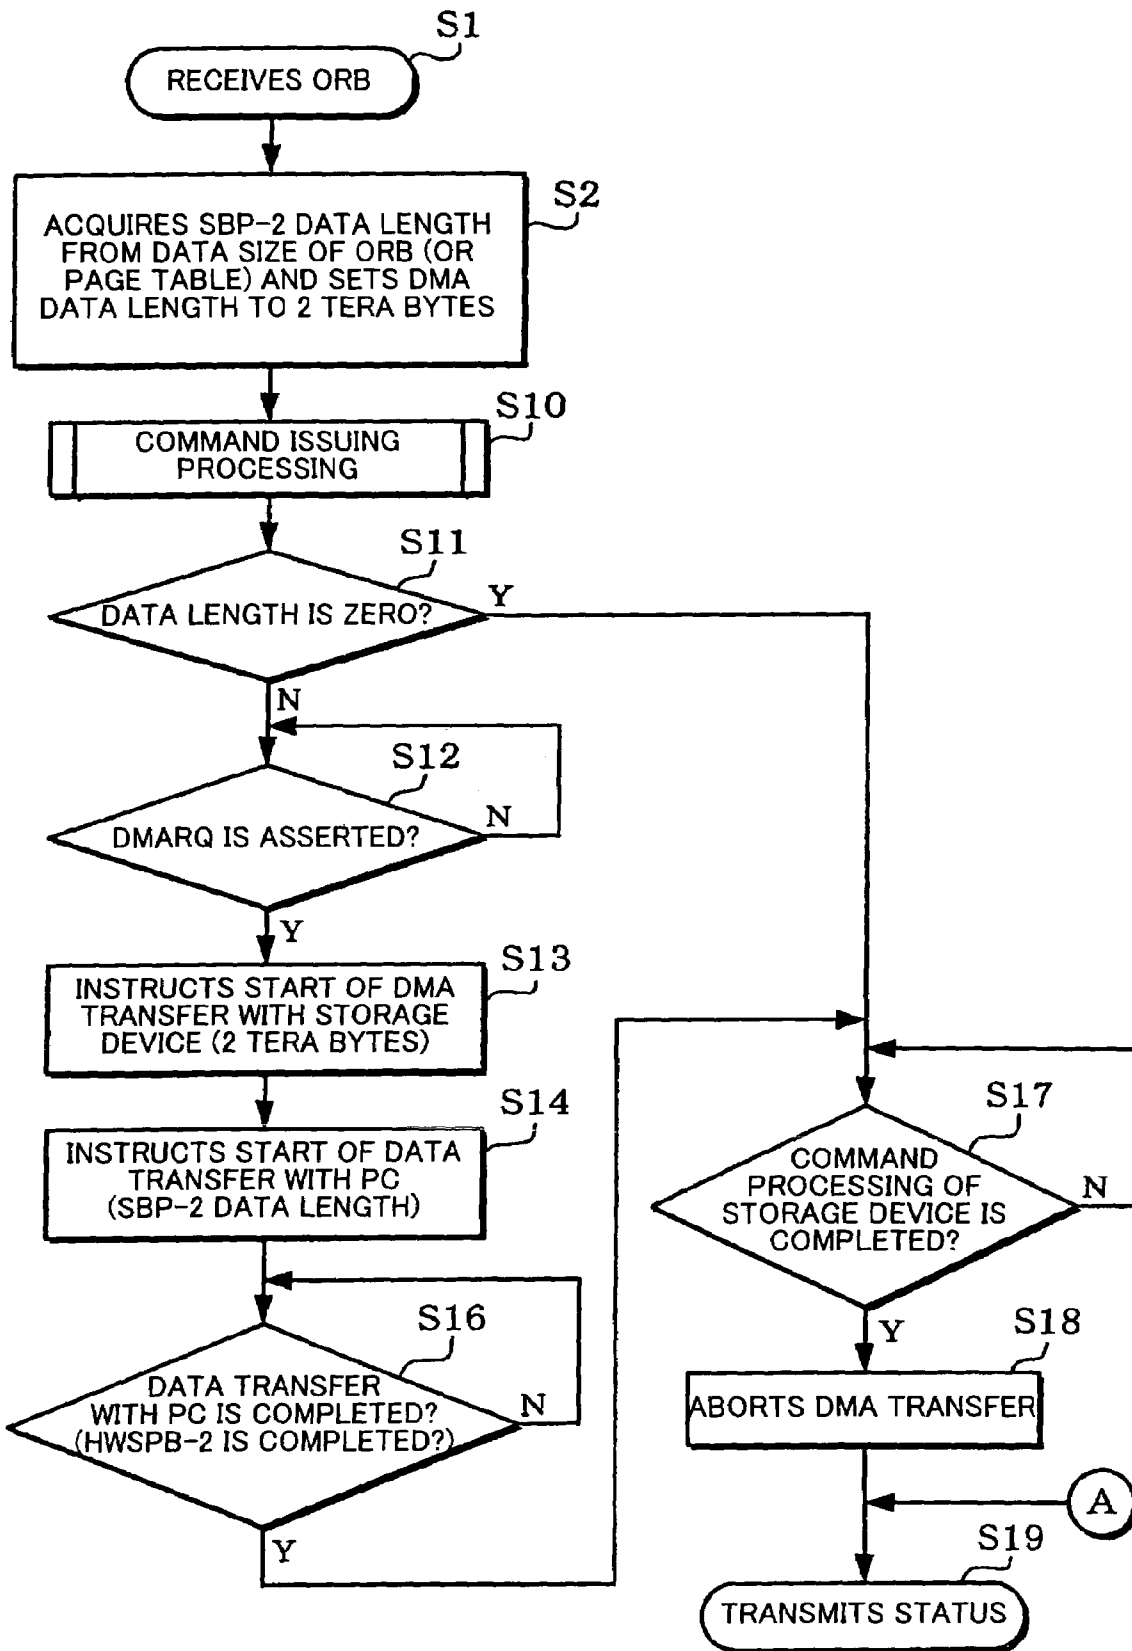 S1
RECEIVES ORB
S2
ACQUIRES SBP-2 DATA LENGTH
FROM DATA SIZE OF ORB (OR
PAGE TABLE) AND SETS DMA
DATA LENGTH TO 2 TERA BYTES
S10
COMMAND ISSUING
PROCESSING
S11
DATA LENGTH IS ZERO?
Y
N
S12
DMARQ IS ASSERTED?
N
Y
S13
INSTRUCTS START OF DMA
TRANSFER WITH STORAGE
DEVICE (2 TERA BYTES)
S14
INSTRUCTS START OF DATA
TRANSFER WITH PC
(SBP-2 DATA LENGTH)
S16
DATA TRANSFER
WITH PC IS COMPLETED?
(HWSPB-2 IS COMPLETED?)
N
Y
S17
COMMAND
PROCESSING OF
STORAGE DEVICE IS
COMPLETED?
N
Y
S18
ABORTS DMA TRANSFER
A
S19
TRANSMITS STATUS